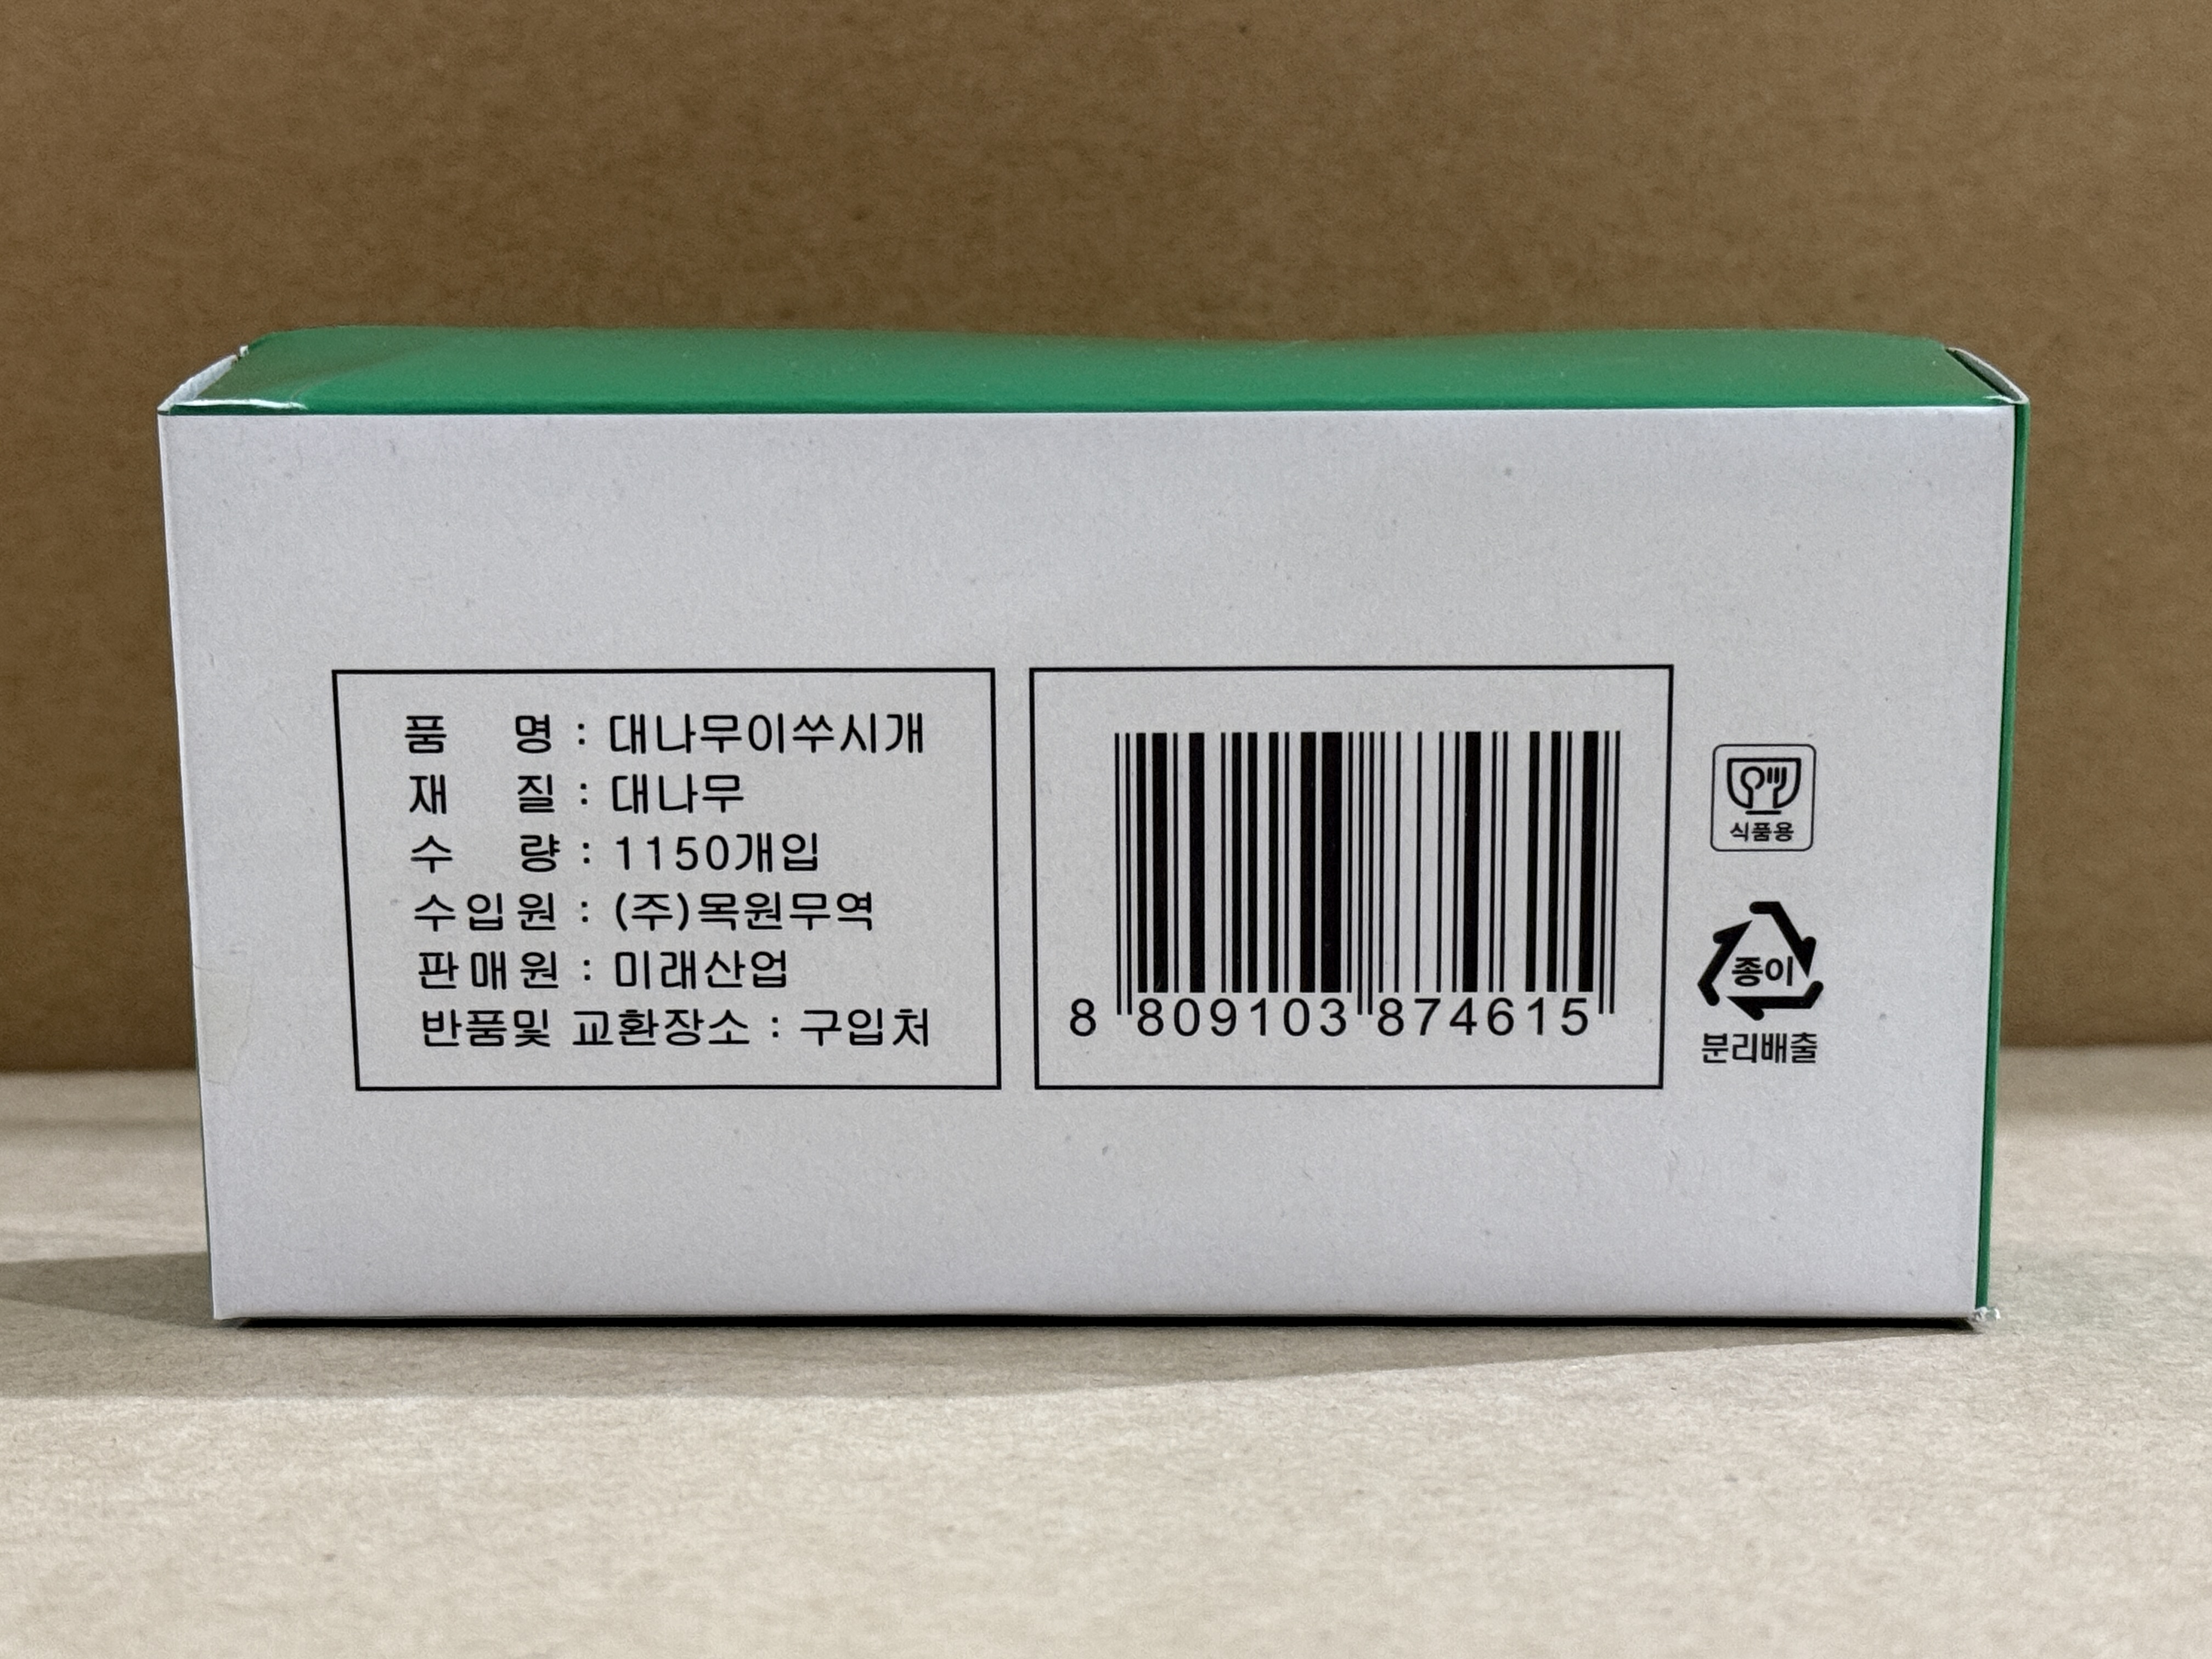 품 명 : 대나무이쑤시개
재 질 : 대나무
수 량 : 1150개입
수입원 : (주)목원무역
판매원 : 미래산업
반품및 교환장소 : 구입처
8 809103 874615
식품용
종이
분리배출